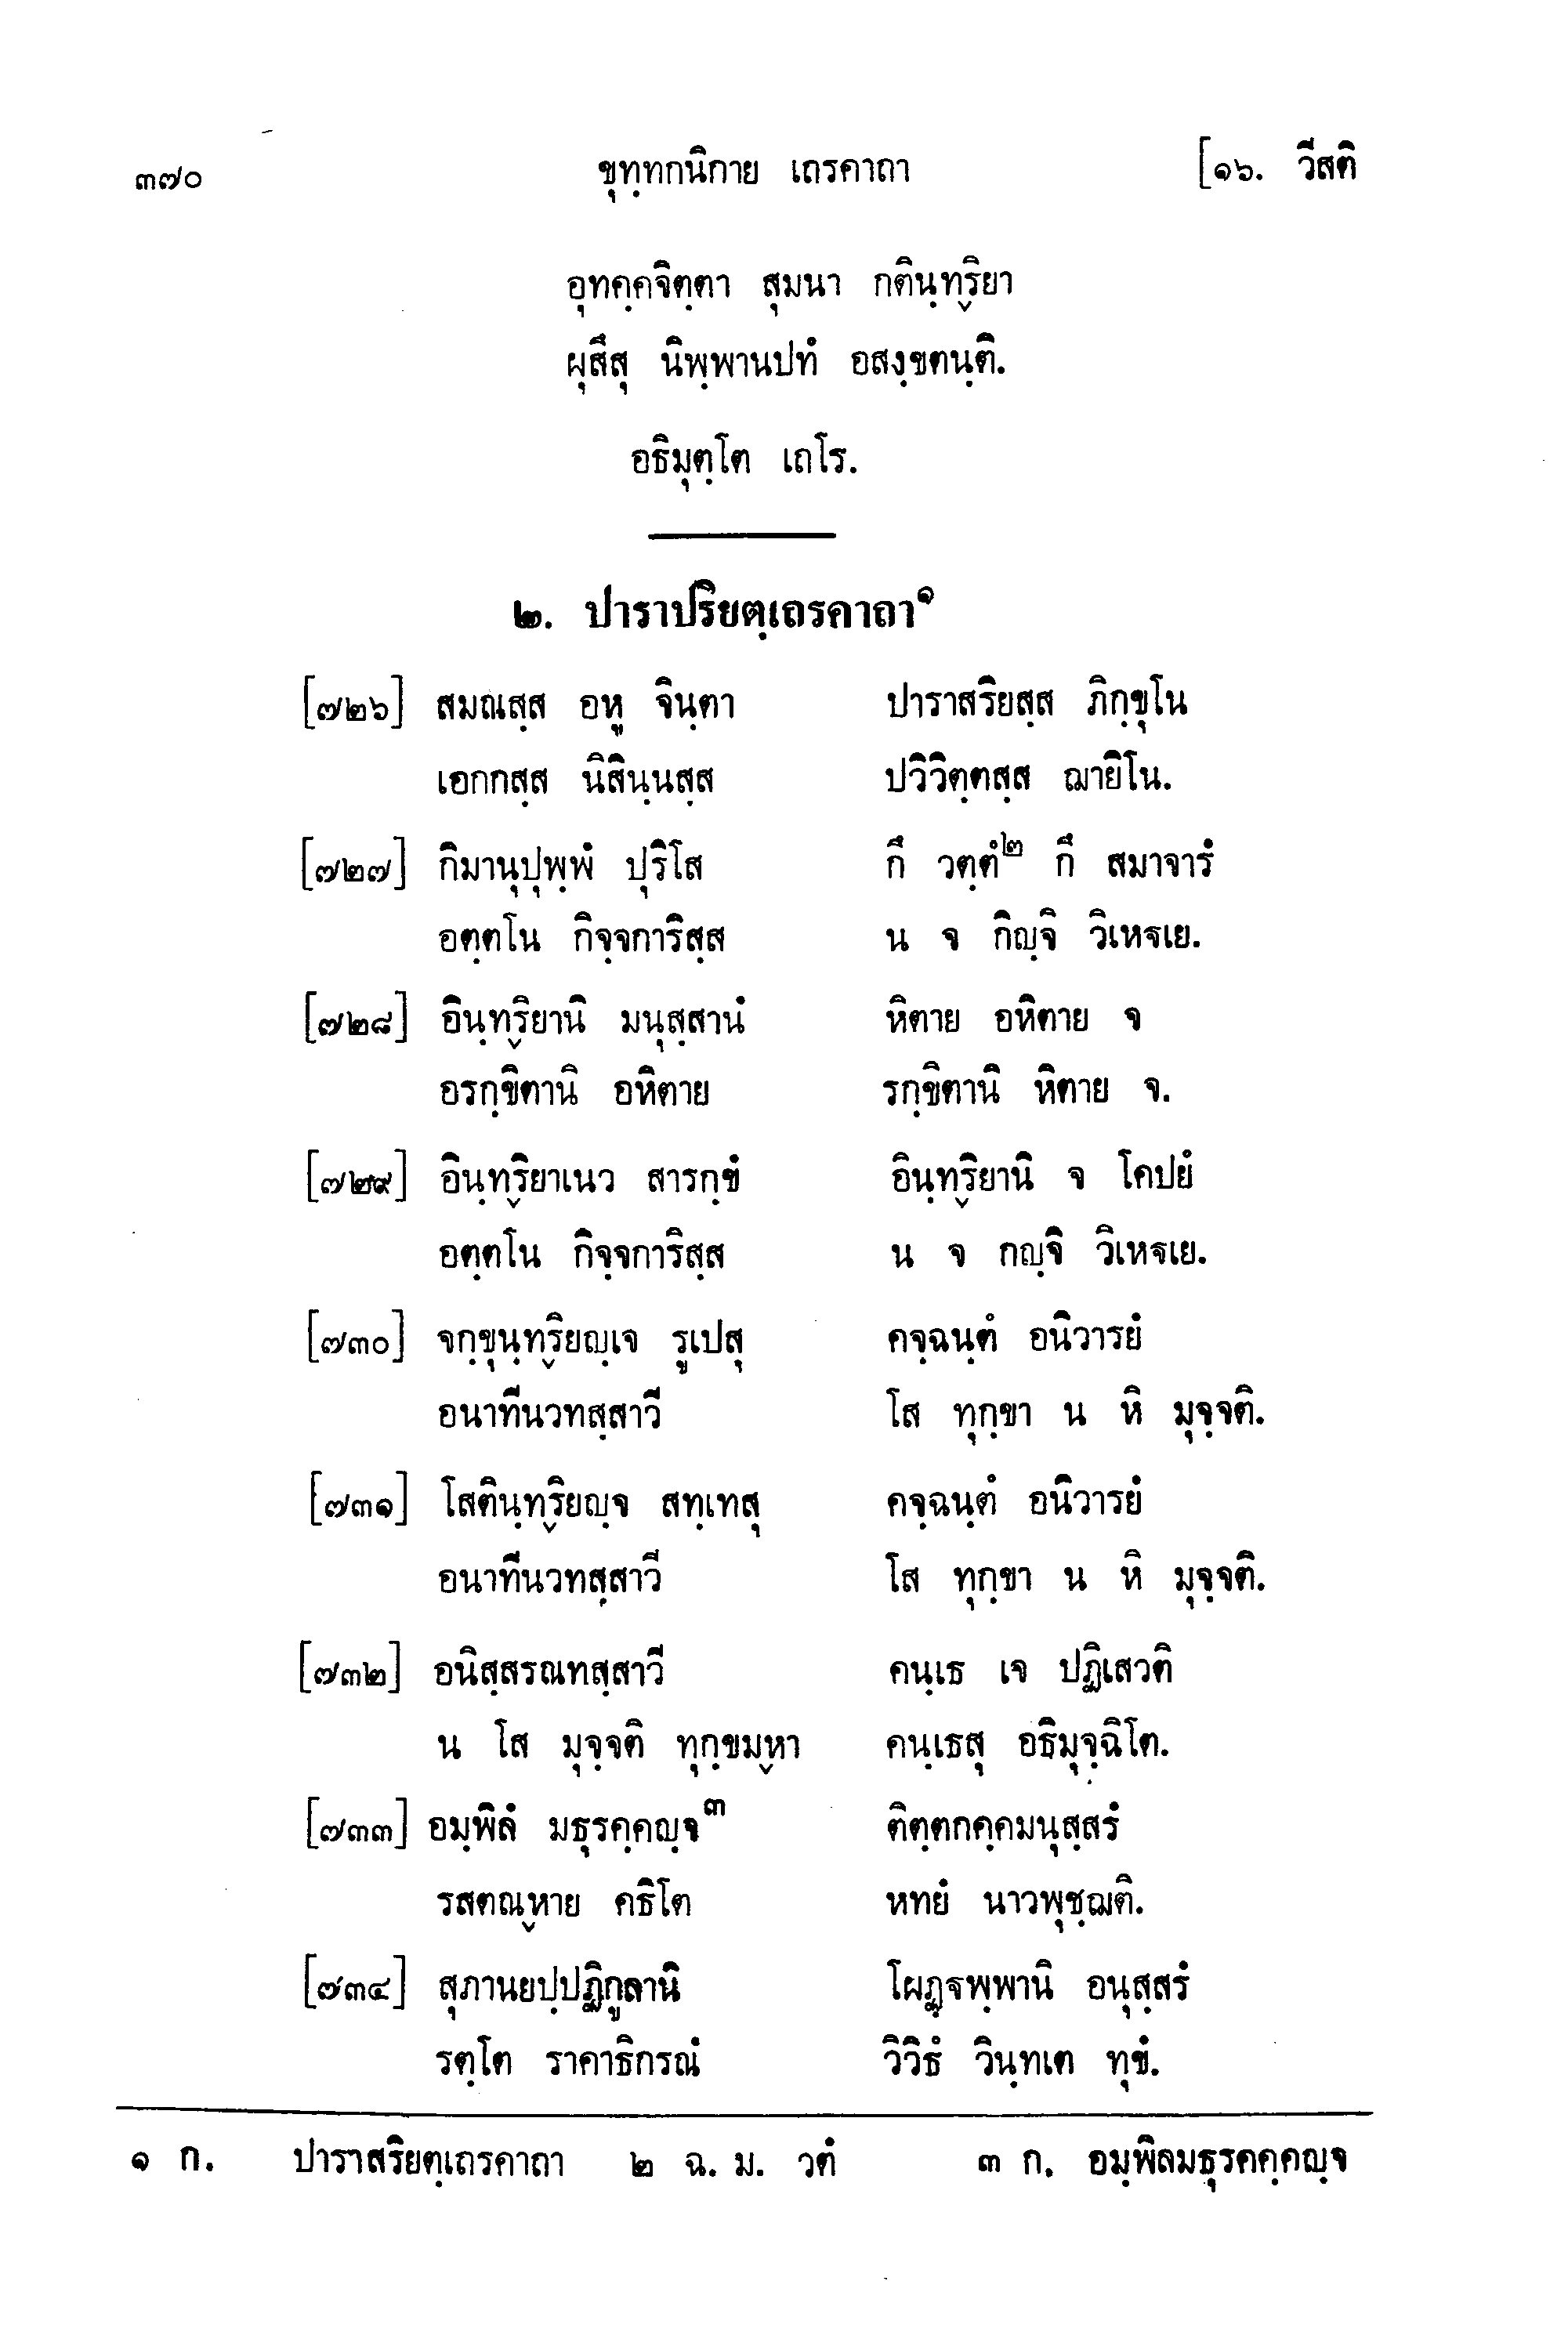 ๓๗๐ ขุทฺทกนิกาย เถรคาถา [๑๖. วีสติ
อุทคฺคจิตฺตา สุมนา กตินฺทฺริยา
ผุสึสุ นิพฺพานปทํ อสงฺขตนฺติ.
อธิมุตฺโต เถโร.
๒. ปาราปริยตฺเถรคาถา๑
[๗๒๖] สมณสฺส อหู จินฺตา ปาราสริยสฺส ภิกฺขุโน
เอกกสฺส นิสินฺนสฺส ปวิวิตฺตสฺส ฌายิโน.
[๗๒๗] กิมานุปุพฺพํ ปุริโส กึ วตฺตํ๒ กึ สมาจารํ
อตฺตโน กิจฺจการิสฺส น จ กิญฺจิ วิเหฐเย.
[๗๒๘] อินฺทฺริยานิ มนุสฺสานํ หิตาย อหิตาย จ
อรกฺขิตานิ อหิตาย รกฺขิตานิ หิตาย จ.
[๗๒๙] อินฺทฺริยาเนว สารกฺขํ อินฺทฺริยานิ จ โคปยํ
อตฺตโน กิจฺจการิสฺส น จ กญฺจิ วิเหฐเย.
[๗๓๐] จกฺขุนฺทฺริยญฺเจ รูเปสุ คจฺฉนฺตํ อนิวารยํ
อนาทีนวทสฺสาวี โส ทุกฺขา น หิ มุจฺจติ.
[๗๓๑] โสตินฺทฺริยญฺจ สทฺเทสุ คจฺฉนฺตํ อนิวารยํ
อนาทีนวทสฺสาวี โส ทุกฺขา น หิ มุจฺจติ.
[๗๓๒] อนิสฺสรณทสฺสาวี คนฺเธ เจ ปฏิเสวติ
น โส มุจฺจติ ทุกฺขมฺหา คนฺเธสุ อธิมุจฺฉิโต.
[๗๓๓] อมฺพิลํ มธุรคฺคญฺจ๓ ติตฺตกคฺคมนุสฺสรํ
รสตณฺหาย คธิโต หทยํ นาวพุชฺฌติ.
[๗๓๔] สุภานยปฺปฏิกูลานิ โผฏฺฐพฺพานิ อนุสฺสรํ
รตฺโต ราคาธิกรณํ วิวิธํ วินฺทเต ทุขํ.
๑ ก. ปาราสริยตฺเถรคาถา ๒ ฉ. ม. วตํ ๓ ก. อมฺพิลมธุรคคฺคญฺจ